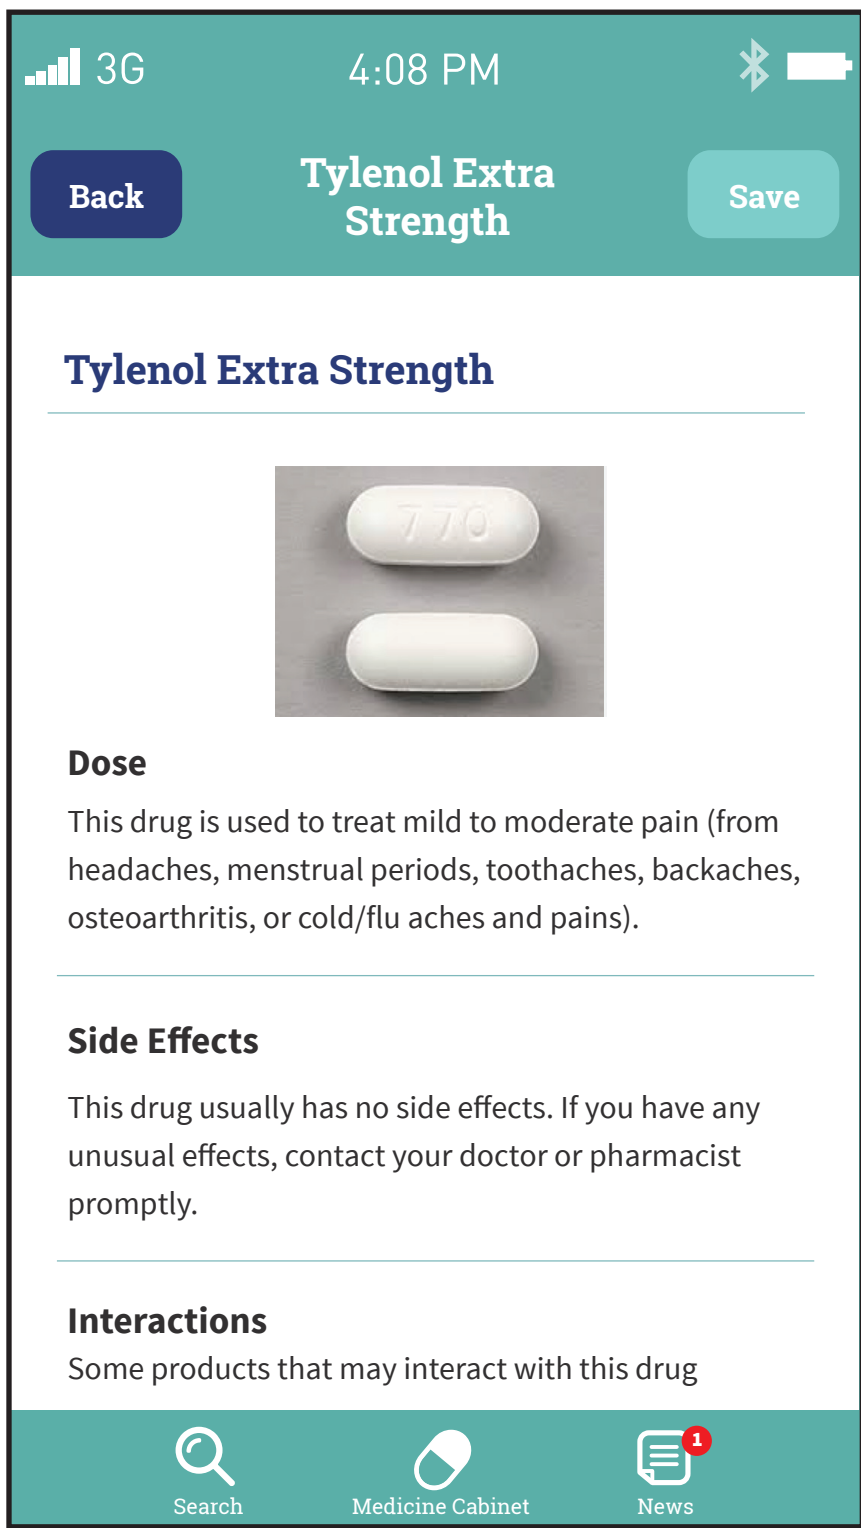 3G 4:08 PM
Back Tylenol Extra Save
Strength
Tylenol Extra Strength
770
Dose
This drug is used to treat mild to moderate pain (from
headaches, menstrual periods, toothaches, backaches,
osteoarthritis, or cold/flu aches and pains).
Side Effects
This drug usually has no side effects. If you have any
unusual effects, contact your doctor or pharmacist
promptly.
Interactions
Some products that may interact with this drug
1
Search Medicine Cabinet News